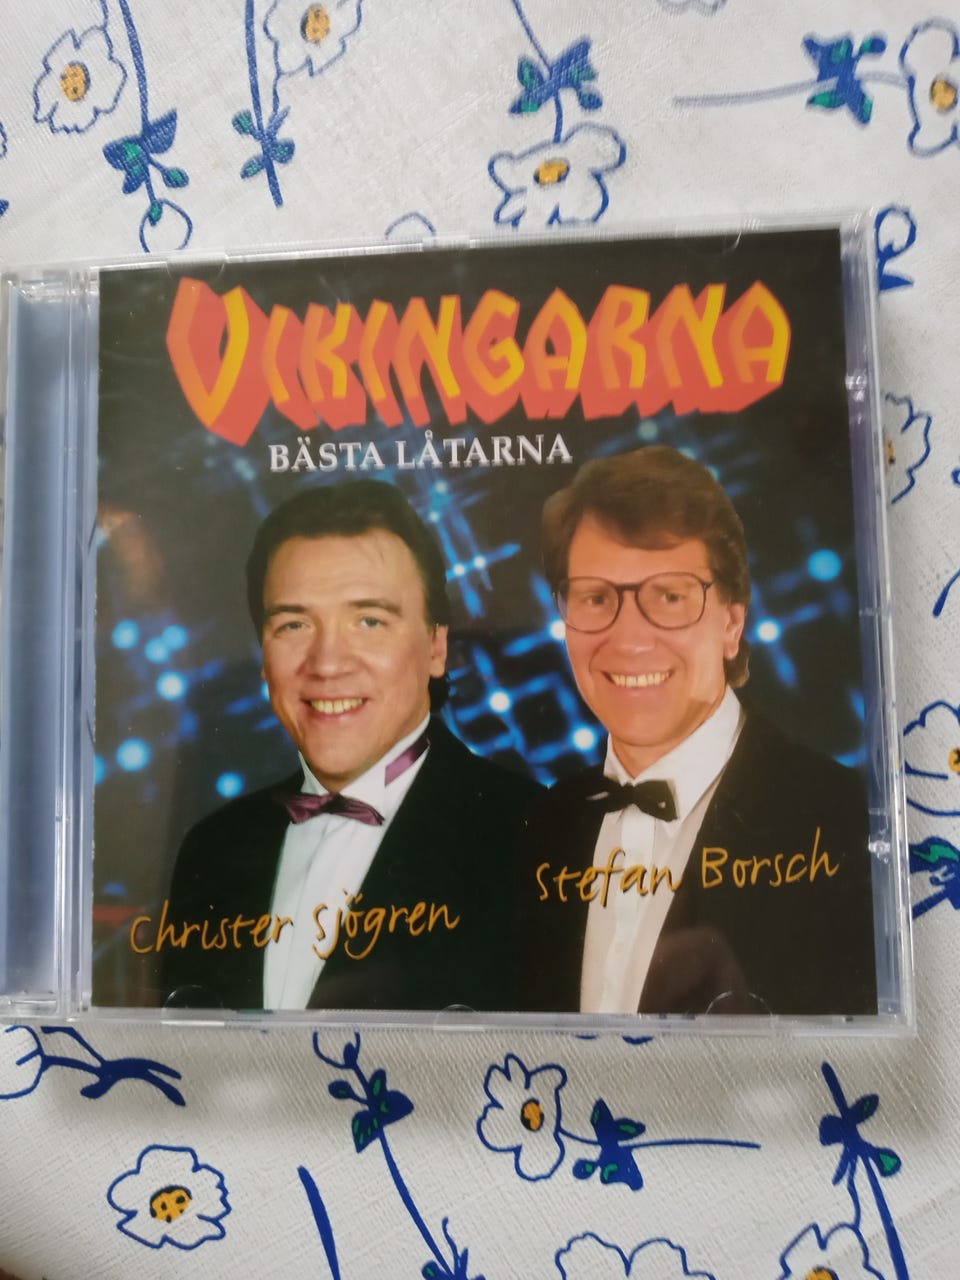 VIKINGARNA
BÄSTA LÅTARNA
Stefan Borsch
Christer Sjögren